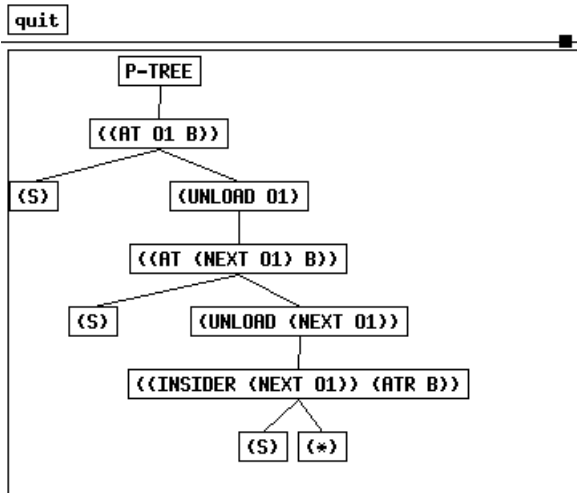 quit
P-TREE
((AT O1 B))
(S) (UNLOAD O1)
((AT (NEXT O1) B))
(S) (UNLOAD (NEXT O1))
((INSIDER (NEXT O1)) (ATR B))
(S) (*)